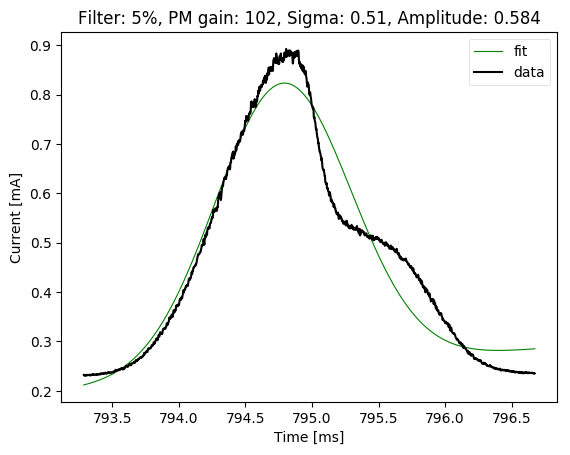 Filter: 5%, PM gain: 102, Sigma: 0.51, Amplitude: 0.584
fit
data
0.9
0.8
0.7
0.6
0.5
0.4
0.3
0.2
Current [mA]
793.5 794.0 794.5 795.0 795.5 796.0 796.5
Time [ms]